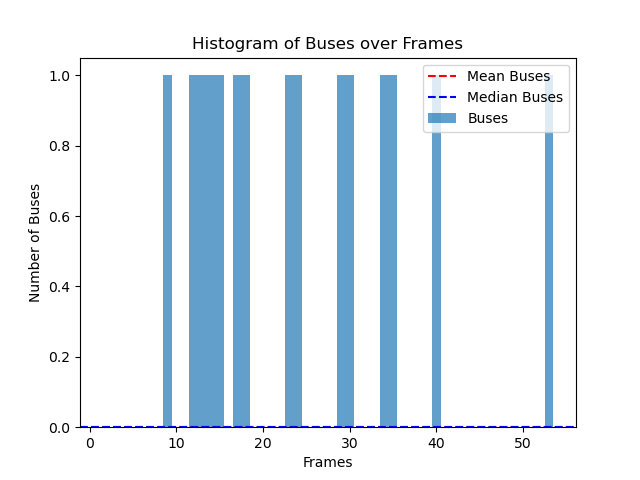 Histogram of Buses over Frames
Mean Buses
Median Buses
Buses
Number of Buses
1.0
0.8
0.6
0.4
0.2
0.0
0 10 20 30 40 50
Frames